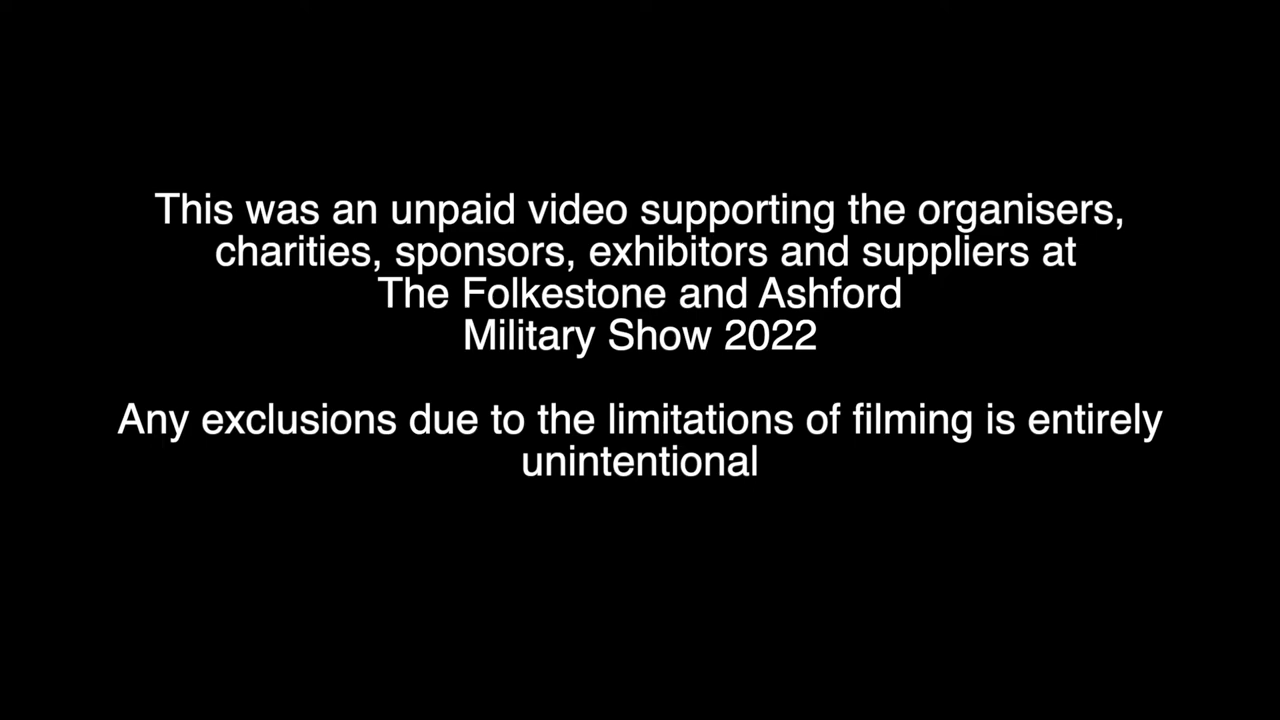 This was an unpaid video supporting the organisers,
charities, sponsors, exhibitors and suppliers at
The Folkestone and Ashford
Military Show 2022
Any exclusions due to the limitations of filming is entirely
unintentional